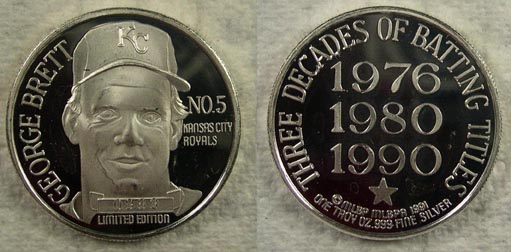 GEORGE BRETT
KC
NO.5
KANSAS CITY
ROYALS
LIMITED EDITION
THREE DECADES OF BATTING TITLES
1976
1980
1990
© MLBP MLBPA 1991
ONE TROY OZ .999 FINE SILVER